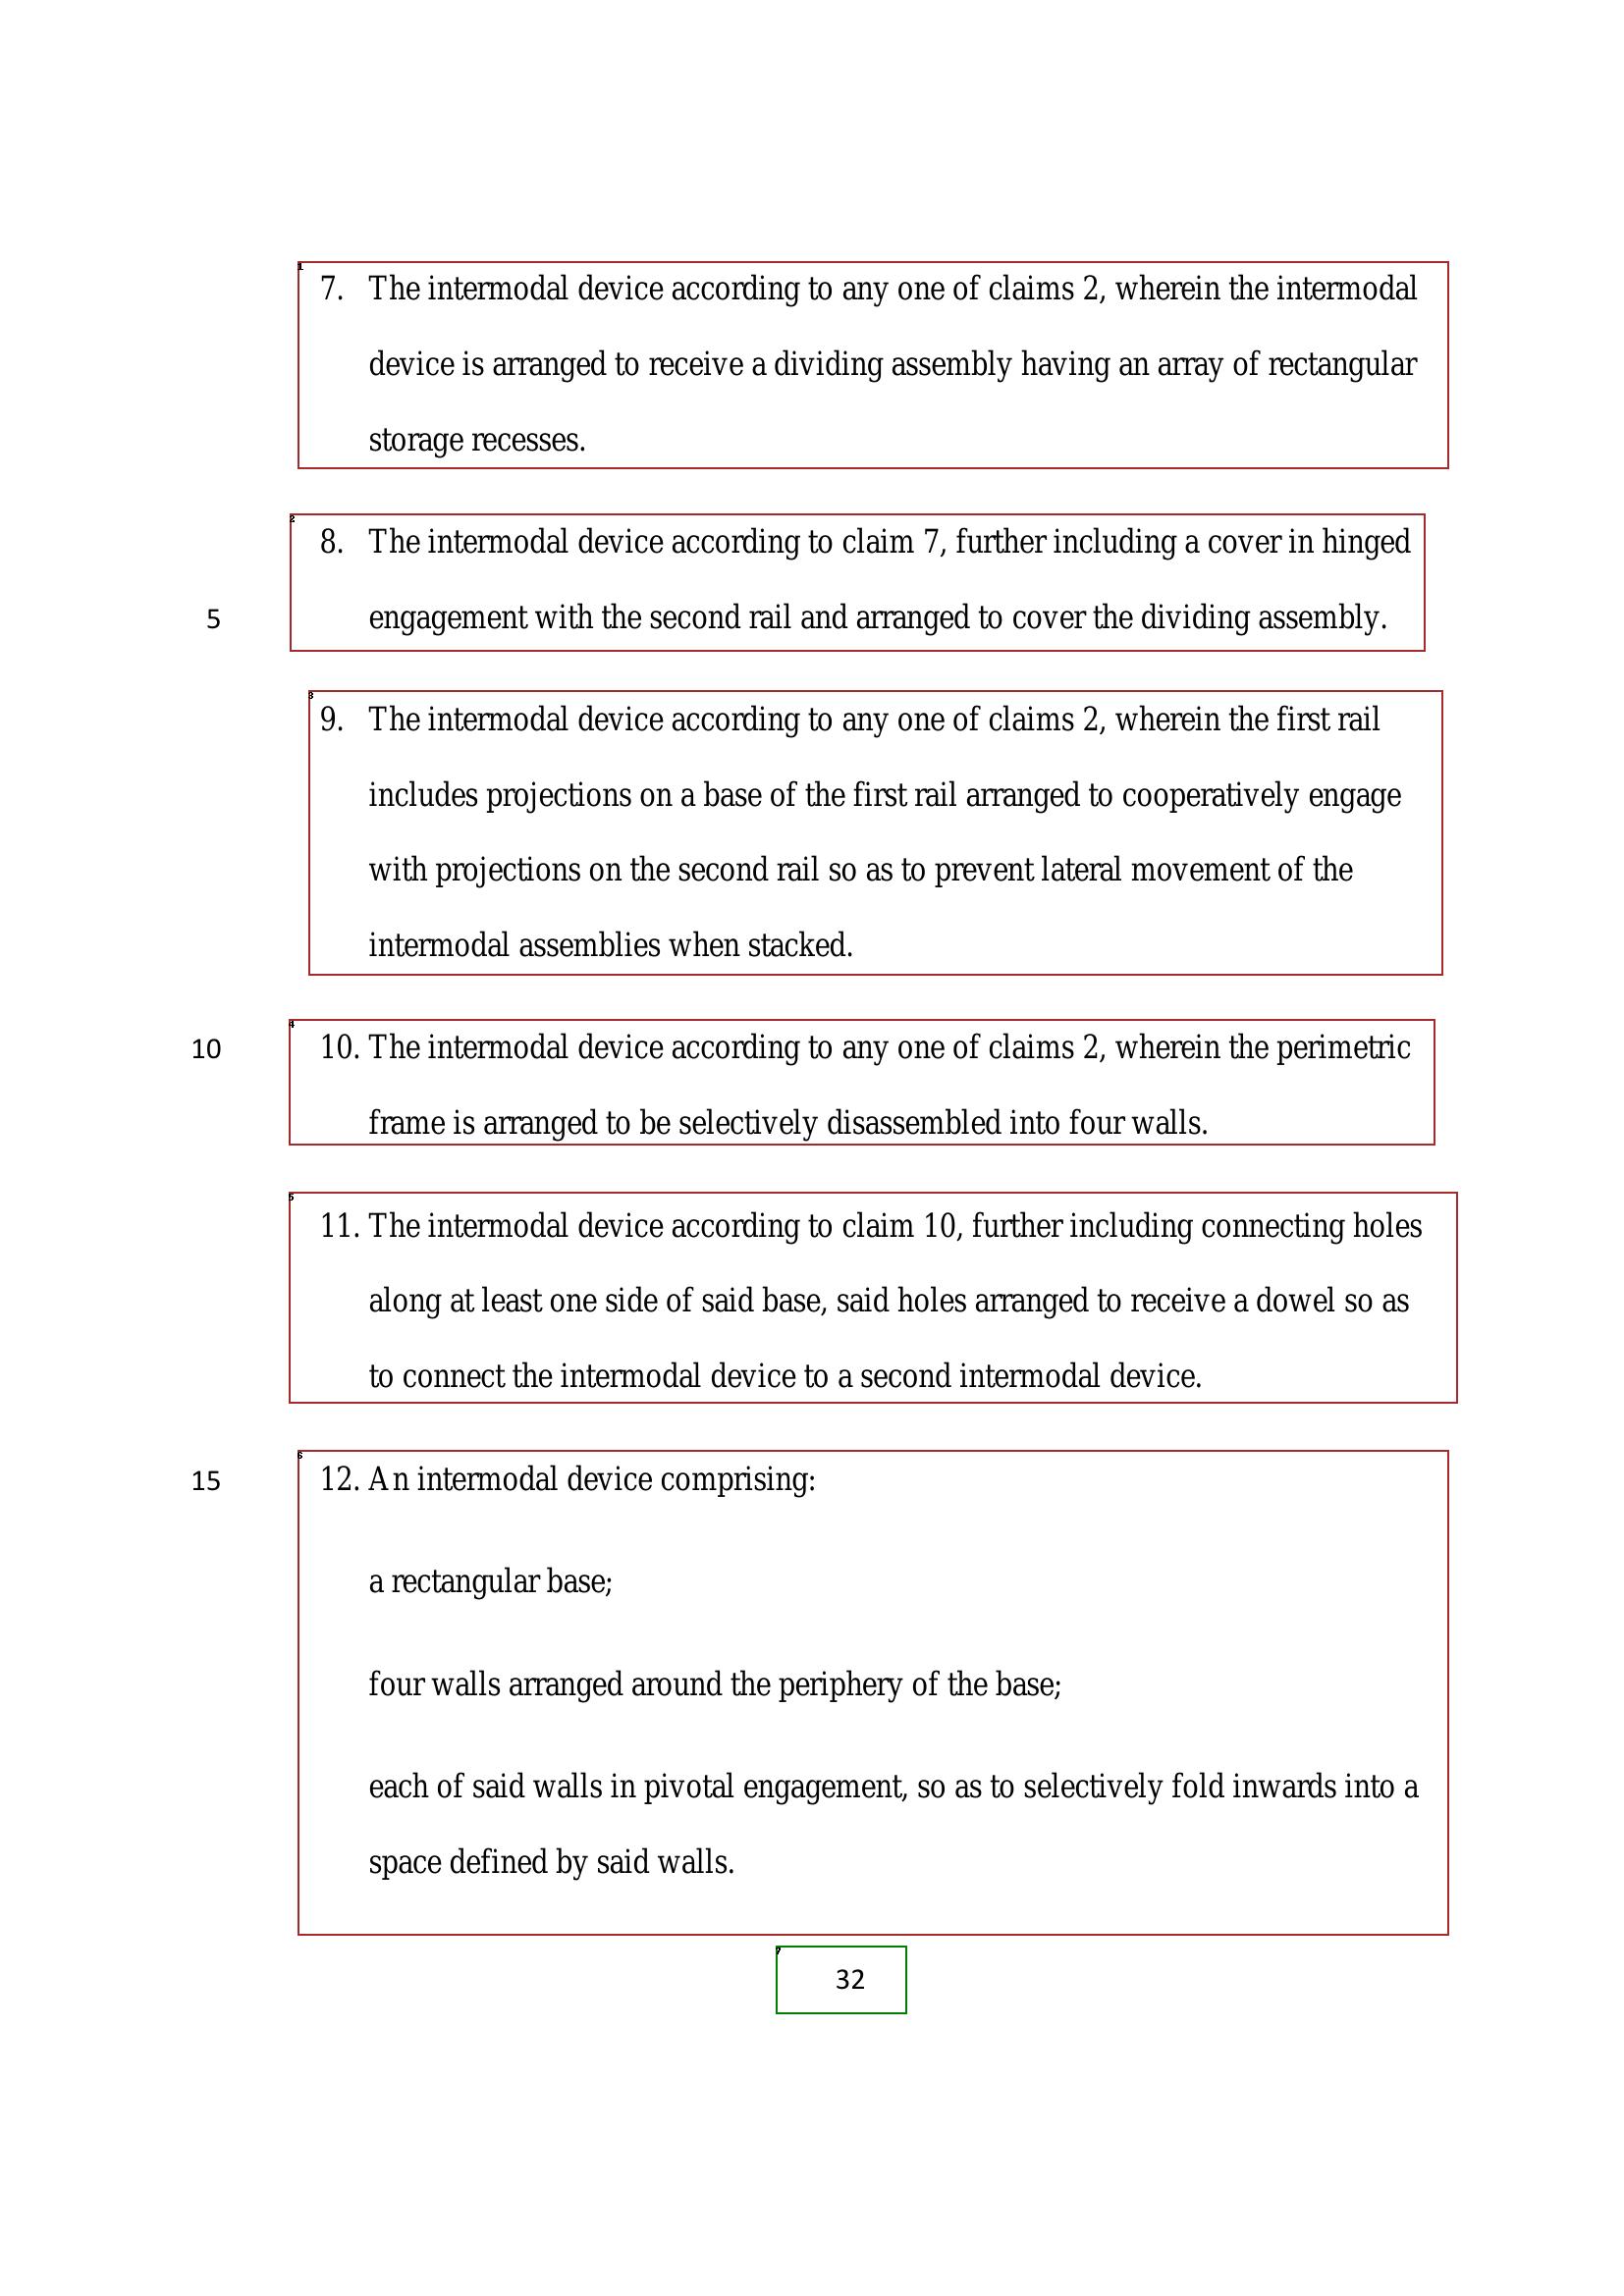 7. The intermodal device according to any one of claims 2, wherein the intermodal
device is arranged to receive a dividing assembly having an array of rectangular
storage recesses.
8. The intermodal device according to claim 7, further including a cover in hinged
5 engagement with the second rail and arranged to cover the dividing assembly.
9. The intermodal device according to any one of claims 2, wherein the first rail
includes projections on a base of the first rail arranged to cooperatively engage
with projections on the second rail so as to prevent lateral movement of the
intermodal assemblies when stacked.
10 10. The intermodal device according to any one of claims 2, wherein the perimetric
frame is arranged to be selectively disassembled into four walls.
11. The intermodal device according to claim 10, further including connecting holes
along at least one side of said base, said holes arranged to receive a dowel so as
to connect the intermodal device to a second intermodal device.
15 12. An intermodal device comprising:
a rectangular base;
four walls arranged around the periphery of the base;
each of said walls in pivotal engagement, so as to selectively fold inwards into a
space defined by said walls.
32